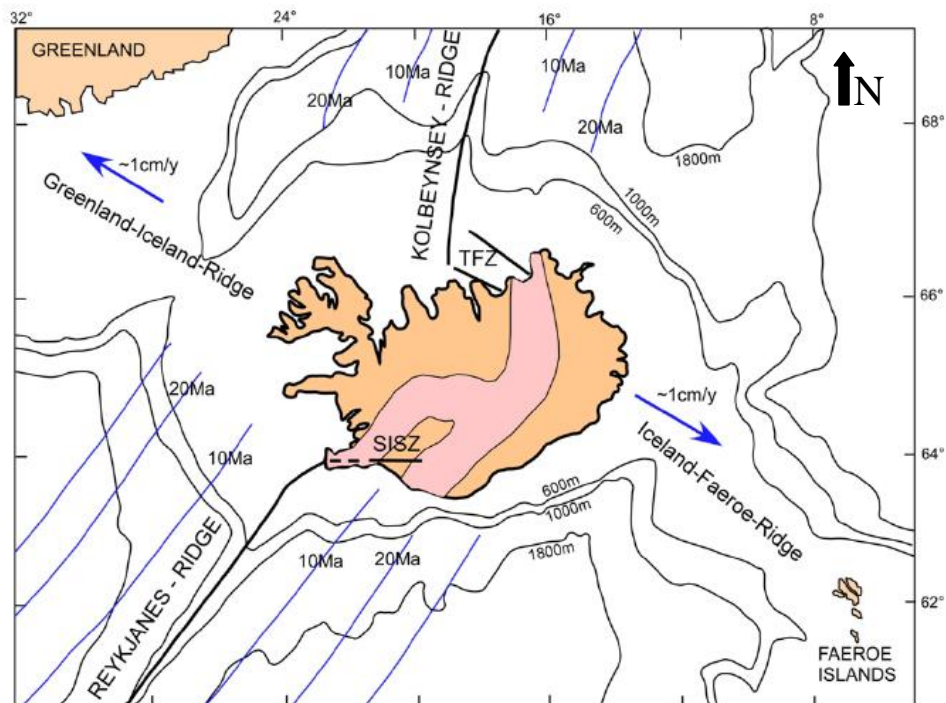 32°
24°
16°
8°
GREENLAND
10Ma
20Ma
KOLBEYNSEY - RIDGE
10Ma
20Ma
N
68°
1800m
~1cm/y
Greenland-Iceland-Ridge
1000m
600m
TFZ
66°
20Ma
~1cm/y
10Ma
SISZ
Iceland-Faeroe-Ridge
64°
600m
1000m
REYKJANES - RIDGE
10Ma
20Ma
1800m
62°
FAEROE
ISLANDS